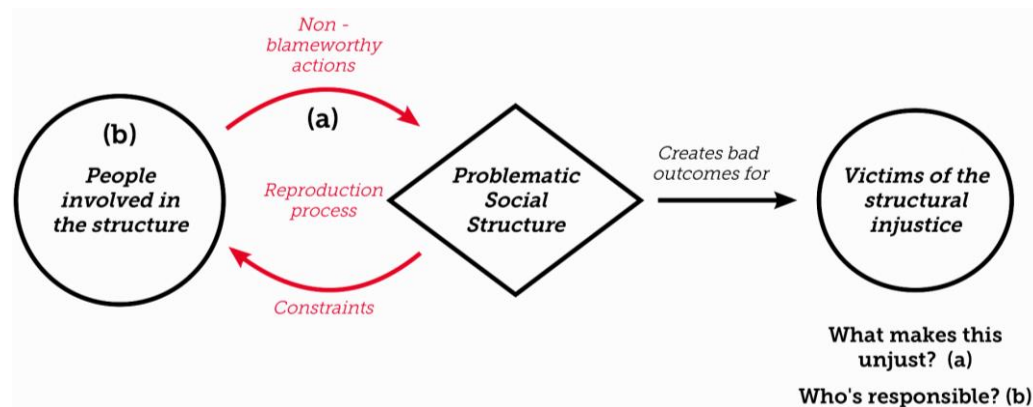 Non -
blameworthy
actions
(a)
(b)
People
involved in
the structure
Reproduction
process
Constraints
Problematic
Social
Structure
Creates bad
outcomes for
Victims of the
structural
injustice
What makes this
unjust? (a)
Who's responsible? (b)